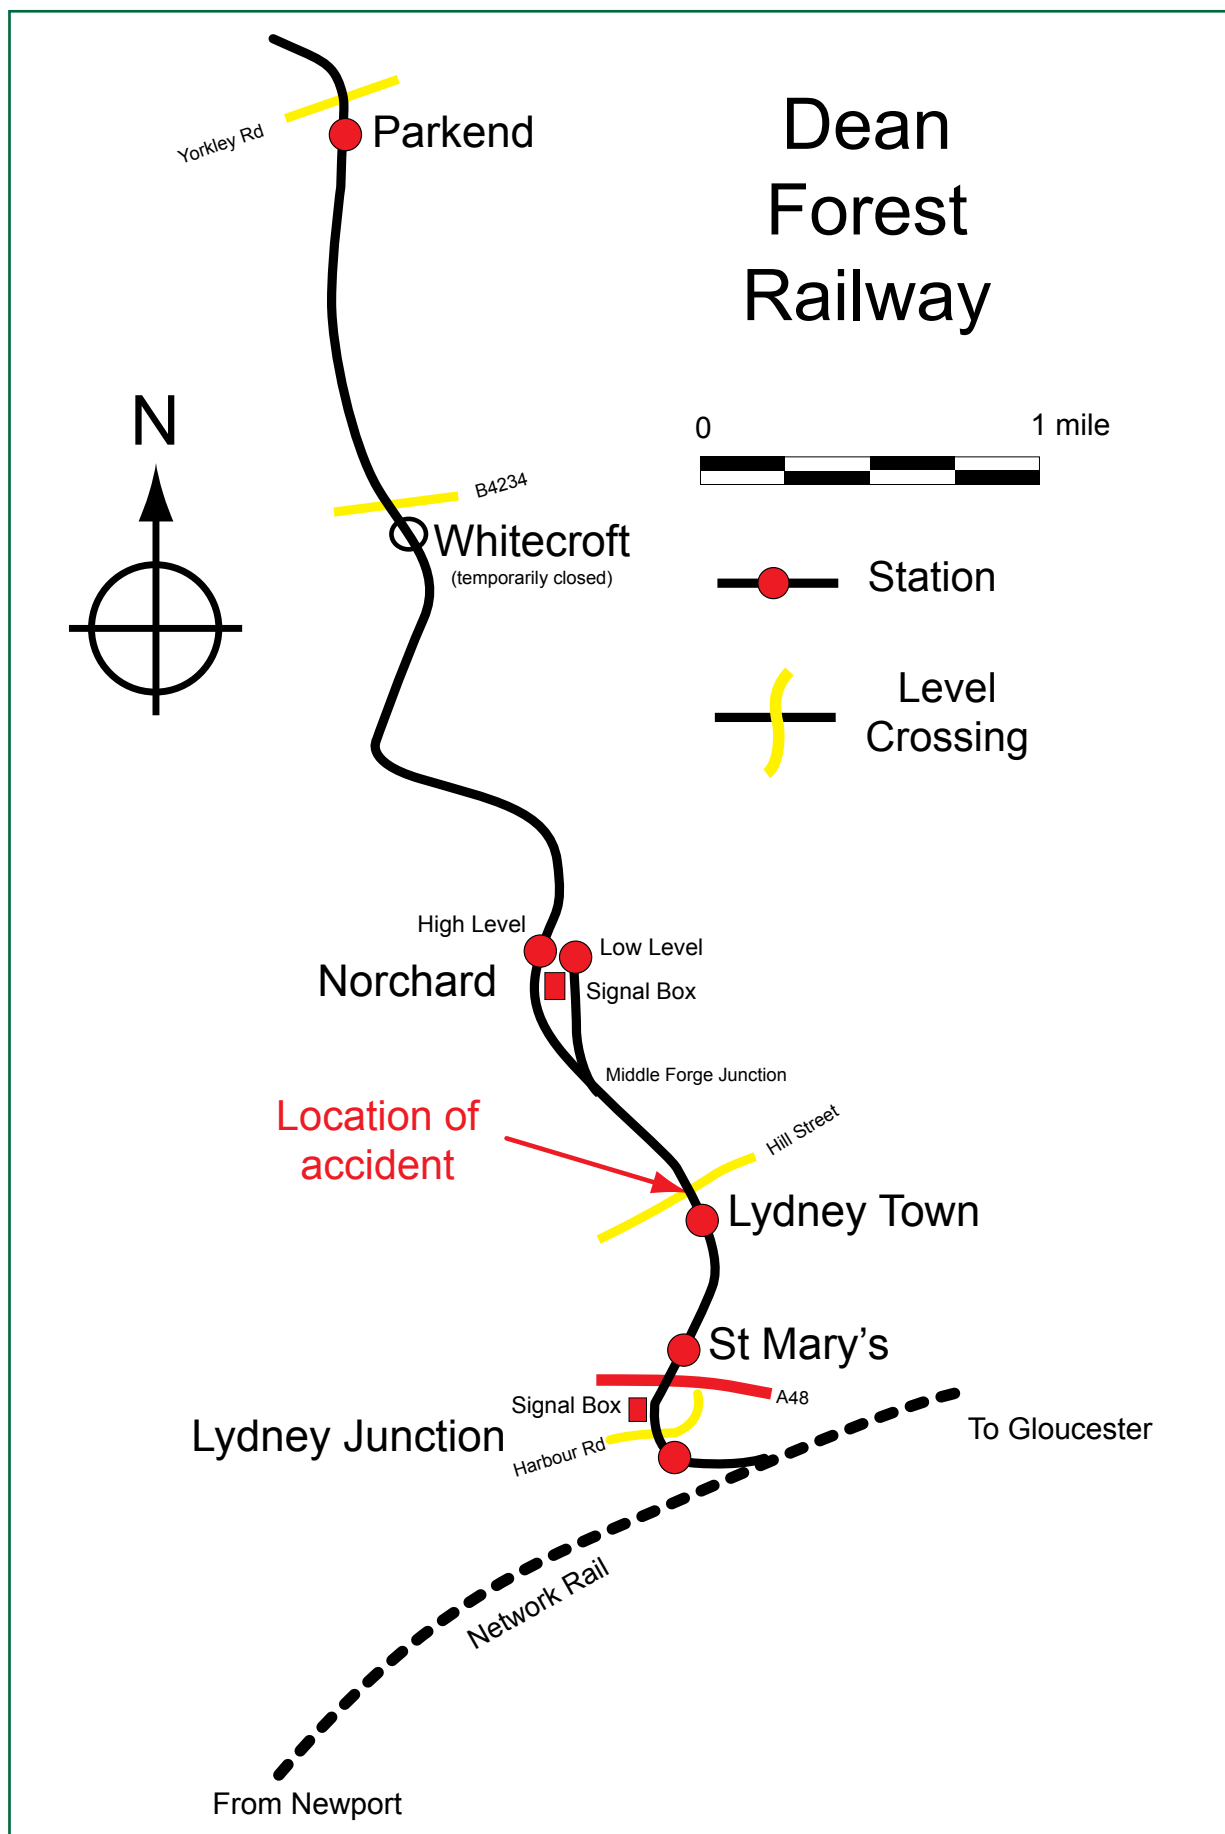 Dean
Forest
Railway
Yorkley Rd
Parkend
N
0
1 mile
B4234
Whitecroft
(temporarily closed)
Station
Level
Crossing
High Level
Low Level
Norchard
Signal Box
Middle Forge Junction
Location of
accident
Hill Street
Lydney Town
St Mary’s
A48
Signal Box
Lydney Junction
Harbour Rd
To Gloucester
Network Rail
From Newport